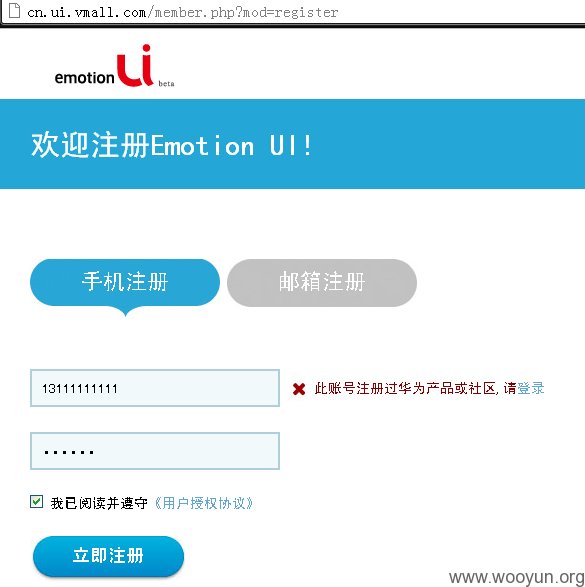 cn.ui.vmall.com/member.php?mod=register
emotion ui beta
欢迎注册Emotion UI!
手机注册 邮箱注册
13111111111 此账号注册过华为产品或社区, 请登录
••••••
我已阅读并遵守《用户授权协议》
立即注册
www.wooyun.org